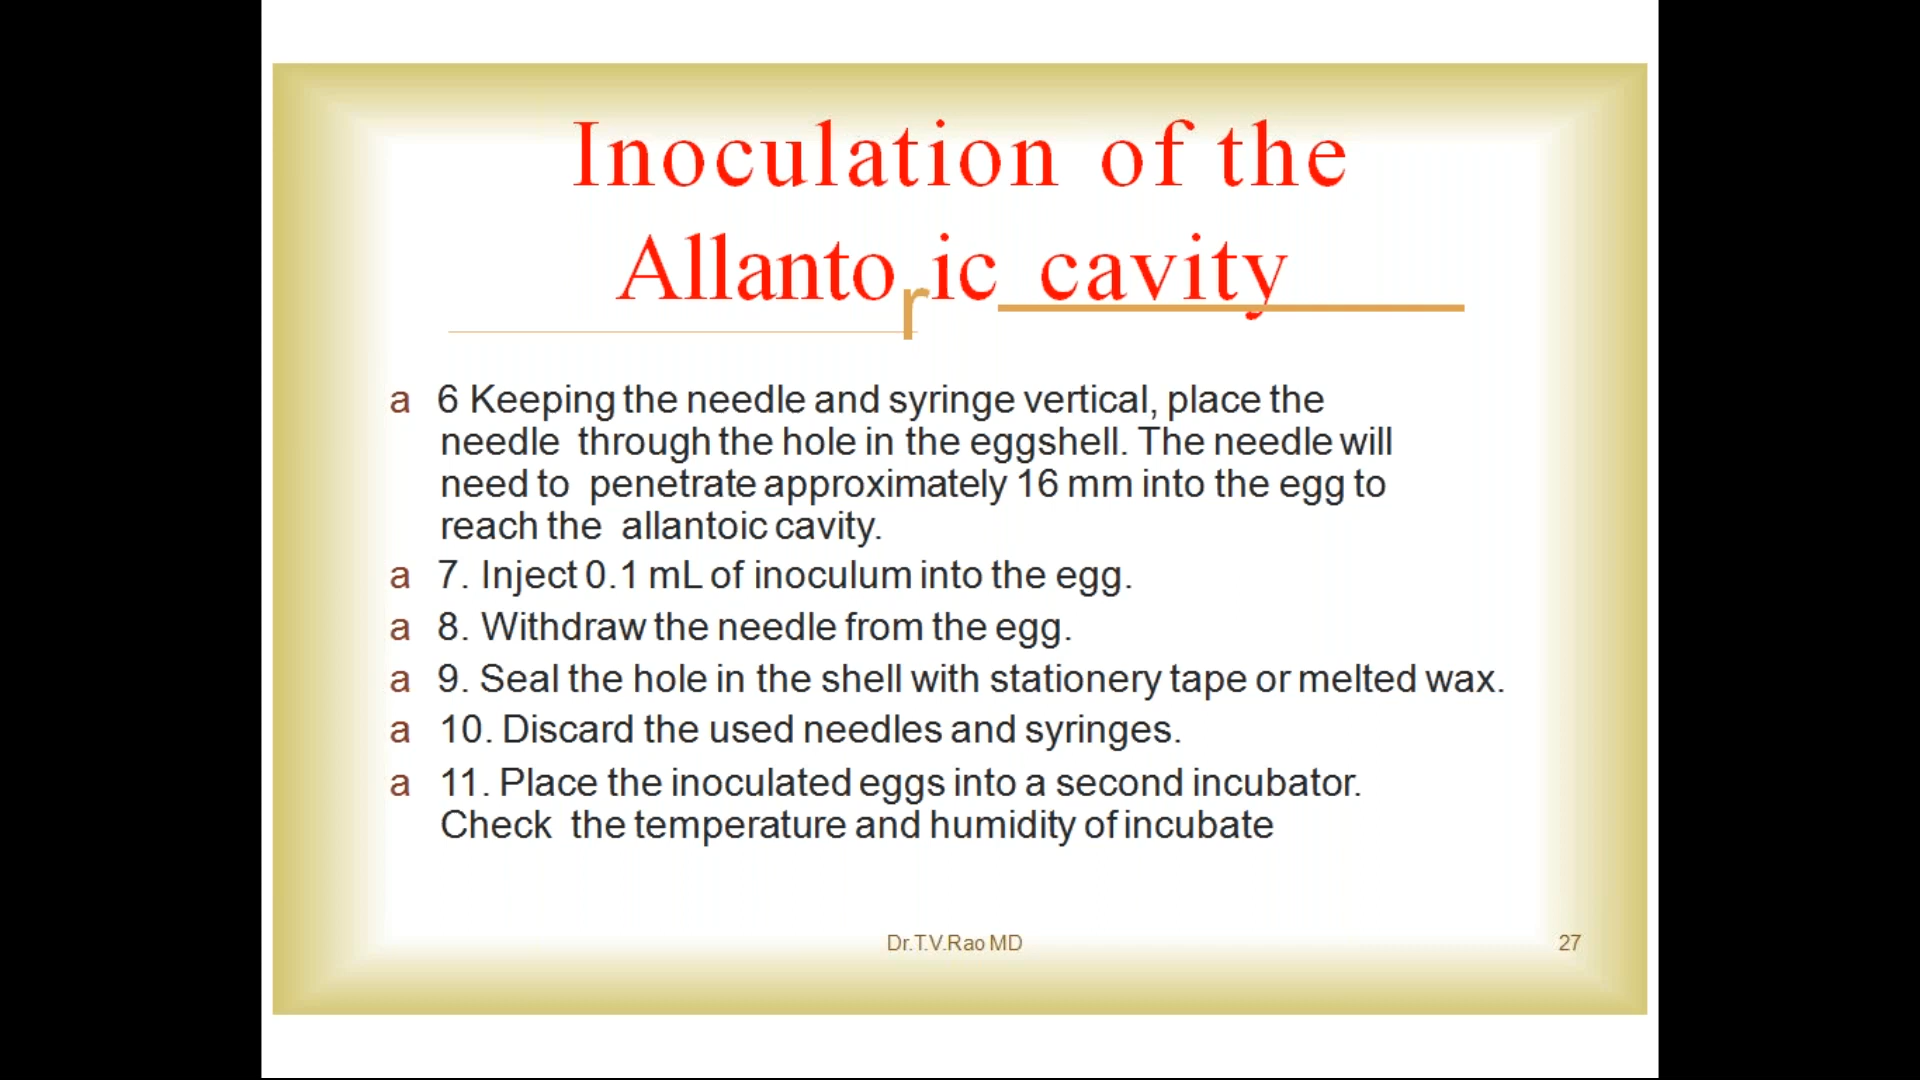 Inoculation of the
Allantoric cavity
a 6 Keeping the needle and syringe vertical, place the
needle through the hole in the eggshell. The needle will
need to penetrate approximately 16 mm into the egg to
reach the allantoic cavity.
a 7. Inject 0.1 mL of inoculum into the egg.
a 8. Withdraw the needle from the egg.
a 9. Seal the hole in the shell with stationery tape or melted wax.
a 10. Discard the used needles and syringes.
a 11. Place the inoculated eggs into a second incubator.
Check the temperature and humidity of incubate
Dr.T.V.Rao MD
27